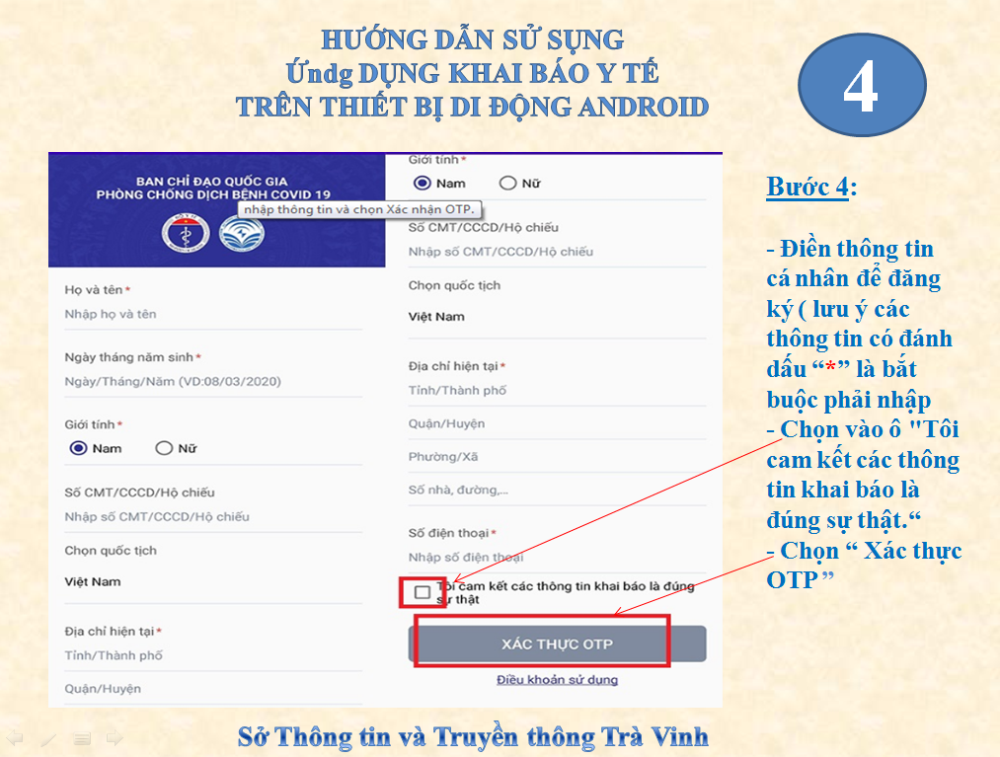 HƯỚNG DẪN SỬ SỤNG
Ứndg DỤNG KHAI BÁO Y TẾ
TRÊN THIẾT BỊ DI ĐỘNG ANDROID
4
BAN CHỈ ĐẠO QUỐC GIA
PHÒNG CHỐNG DỊCH BỆNH COVID 19
nhập thông tin và chọn Xác nhận OTP.
Họ và tên*
Nhập họ và tên
Ngày tháng năm sinh*
Ngày/Tháng/Năm (VD:08/03/2020)
Giới tính*
Nam Nữ
Số CMT/CCCD/Hộ chiếu
Nhập số CMT/CCCD/Hộ chiếu
Chọn quốc tịch
Việt Nam
Địa chỉ hiện tại*
Tỉnh/Thành phố
Quận/Huyện
Giới tính*
Nam Nữ
Số CMT/CCCD/Hộ chiếu
Nhập số CMT/CCCD/Hộ chiếu
Chọn quốc tịch
Việt Nam
Địa chỉ hiện tại*
Tỉnh/Thành phố
Quận/Huyện
Phường/Xã
Số nhà, đường,...
Số điện thoại*
Nhập số điện thoại
Tôi cam kết các thông tin khai báo là đúng
sự thật
XÁC THỰC OTP
Điều khoản sử dụng
Bước 4:
- Điền thông tin
cá nhân để đăng
ký ( lưu ý các
thông tin có đánh
dấu “*” là bắt
buộc phải nhập
- Chọn vào ô "Tôi
cam kết các thông
tin khai báo là
đúng sự thật.“
- Chọn “ Xác thực
OTP”
Sở Thông tin và Truyền thông Trà Vinh